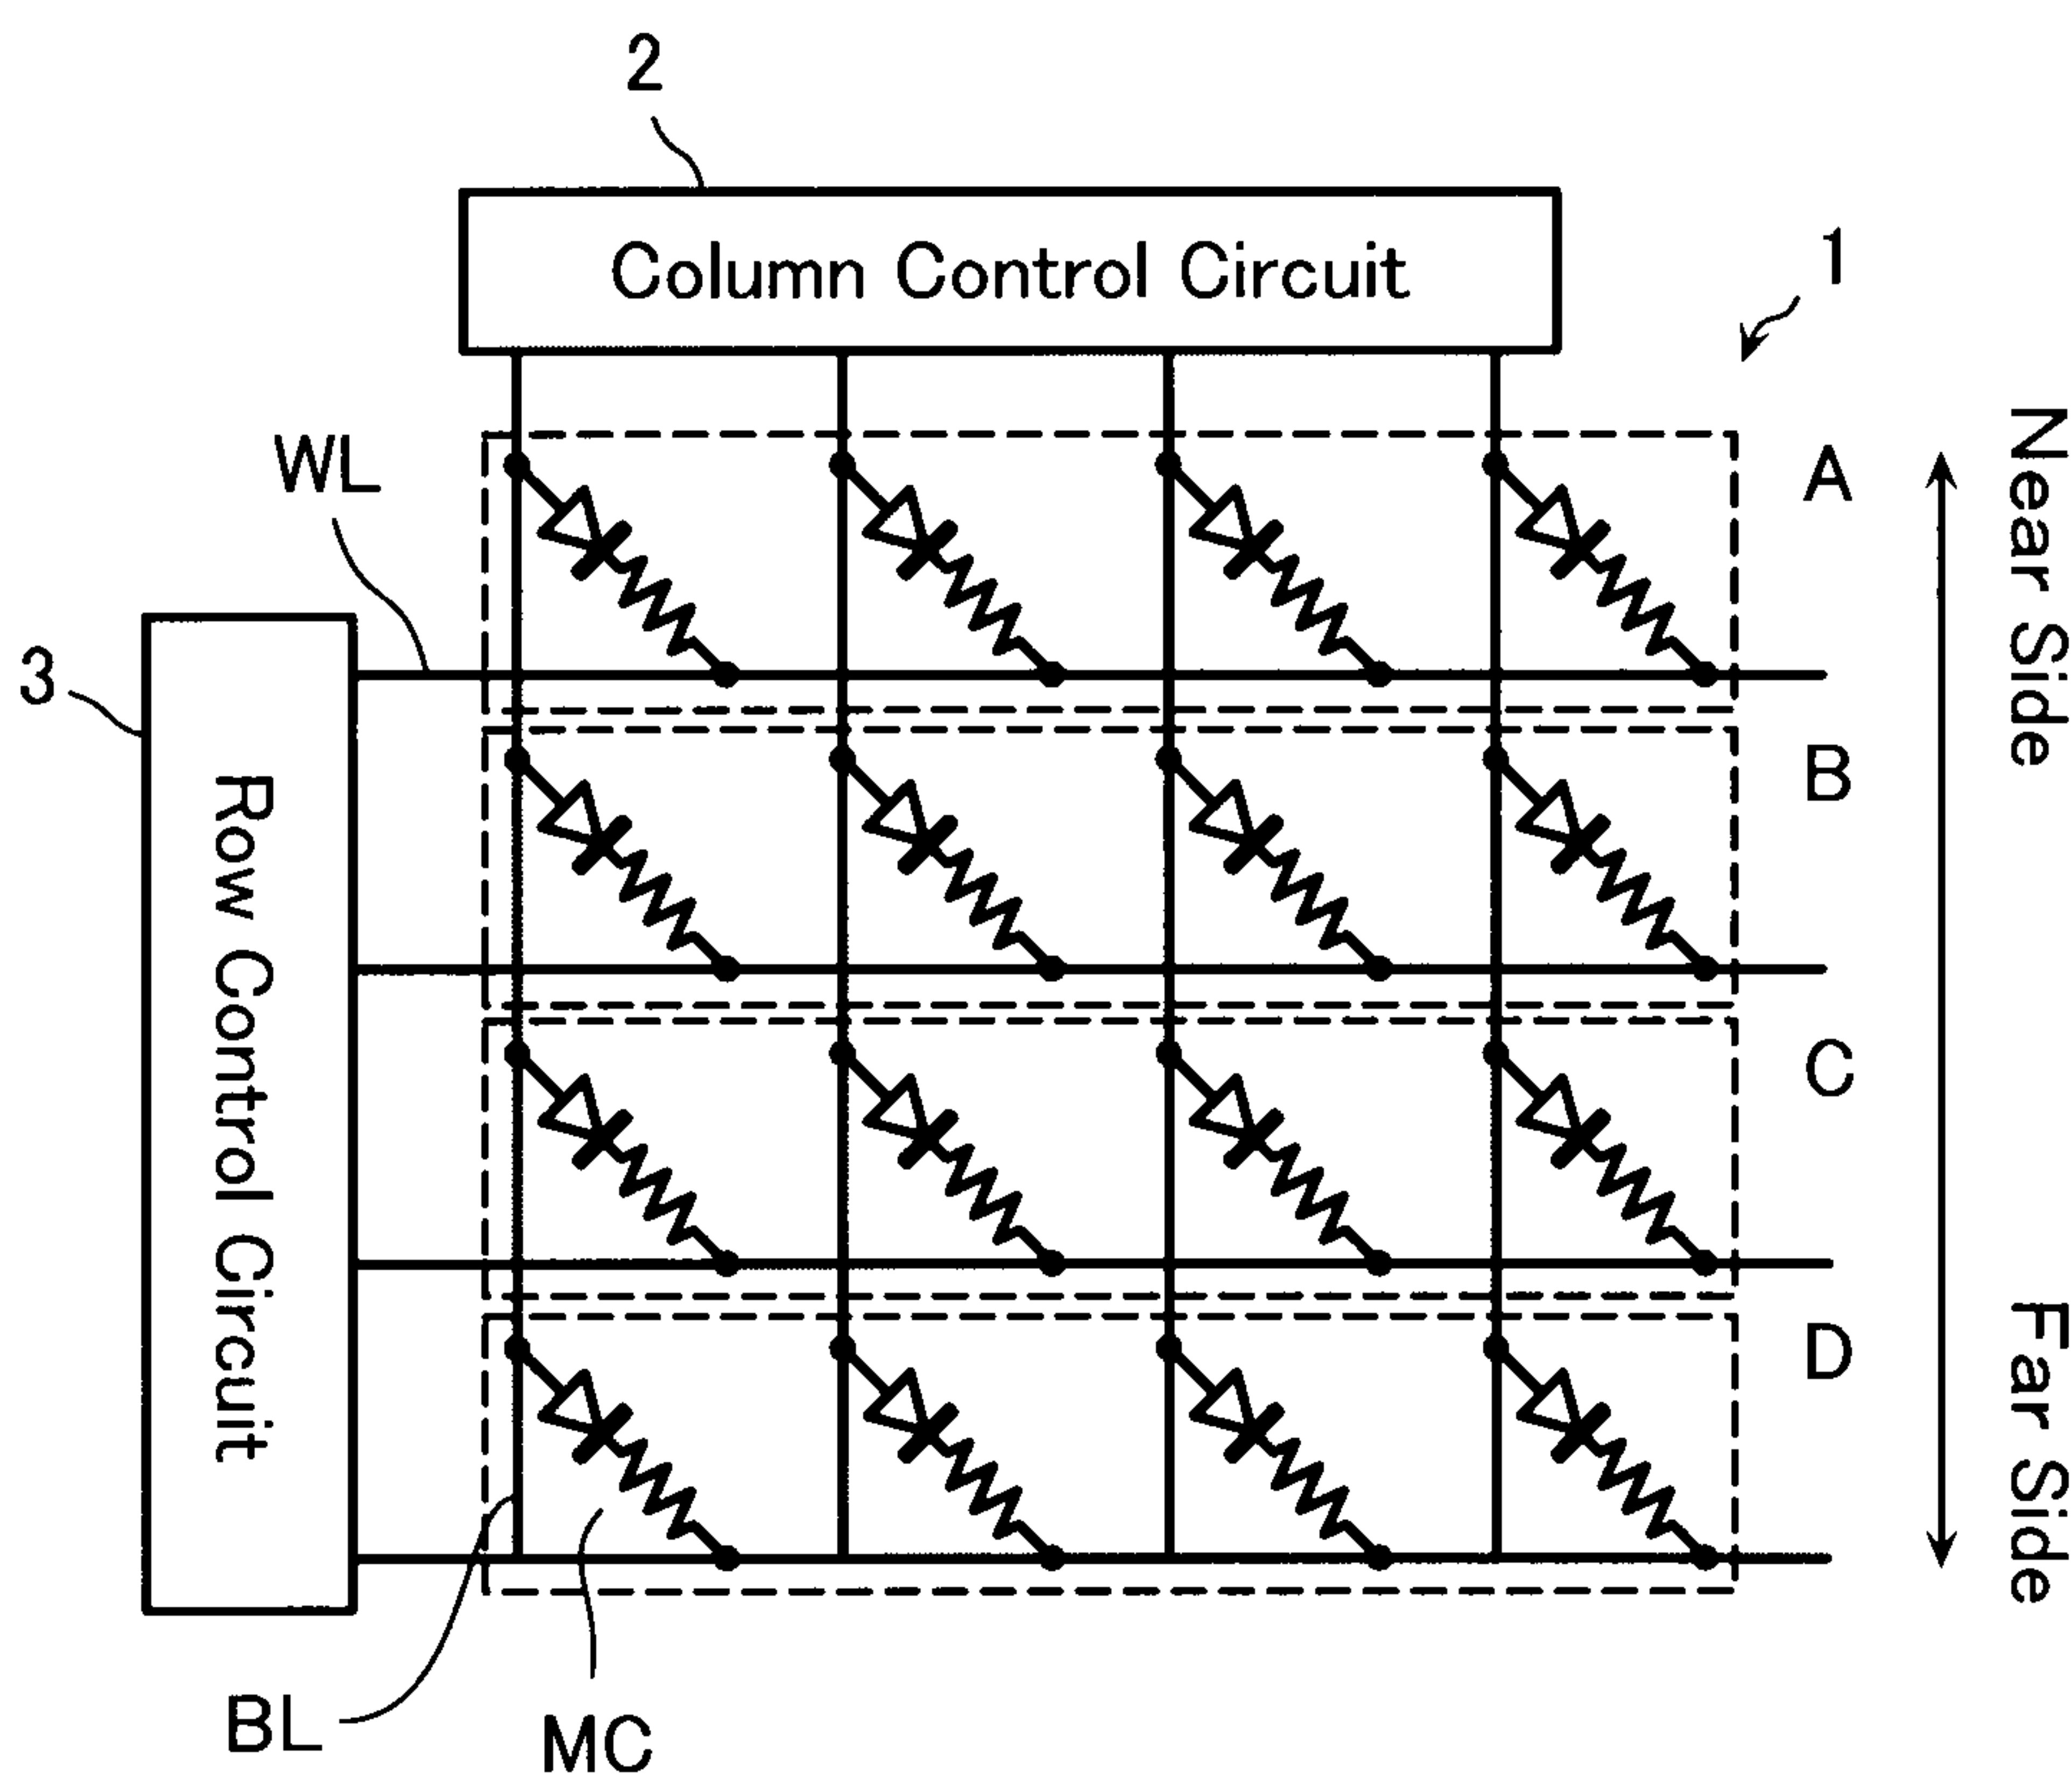 2
Column Control Circuit
1
WL
A
Near Side
3
B
Row Control Circuit
C
D
Far Side
BL
MC